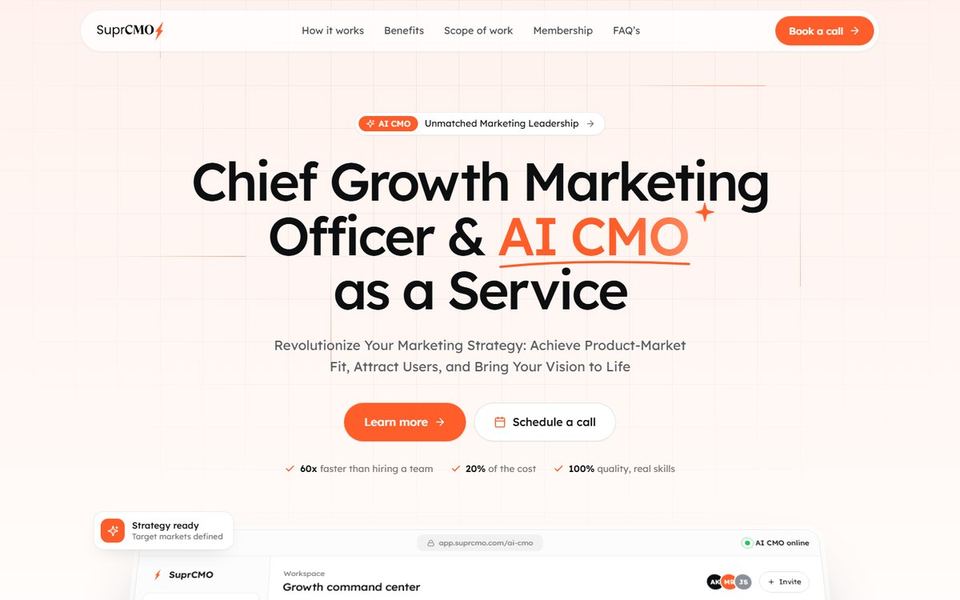 SuprCMO
How it works
Benefits
Scope of work
Membership
FAQ's
Book a call
AI CMO
Unmatched Marketing Leadership
Chief Growth Marketing
Officer & AI CMO
as a Service
Revolutionize Your Marketing Strategy: Achieve Product-Market
Fit, Attract Users, and Bring Your Vision to Life
Learn more
Schedule a call
60x faster than hiring a team
20% of the cost
100% quality, real skills
Strategy ready
Target markets defined
app.suprcmo.com/ai-cmo
AI CMO online
SuprCMO
Workspace
Growth command center
AK
MR
JS
+ Invite